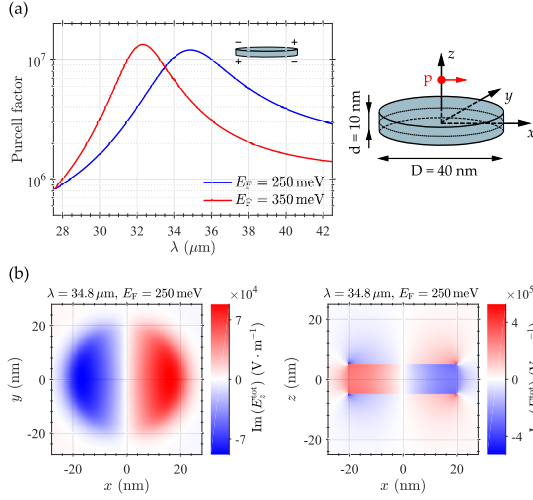 (a)
10^7
10^6
Purcell factor
28 30 32 34 36 38 40 42
λ (μm)
− +
+ −
E_F = 250 meV
E_F = 350 meV
z
p
y
x
d = 10 nm
D = 40 nm
(b)
λ = 34.8 μm, E_F = 250 meV
×10^4
20
0
-20
y (nm)
-20 0 20
x (nm)
7
0
-7
Im (E_z^tot) (V · m^−1)
λ = 34.8 μm, E_F = 250 meV
×10^5
20
0
-20
z (nm)
-20 0 20
x (nm)
5
0
-5